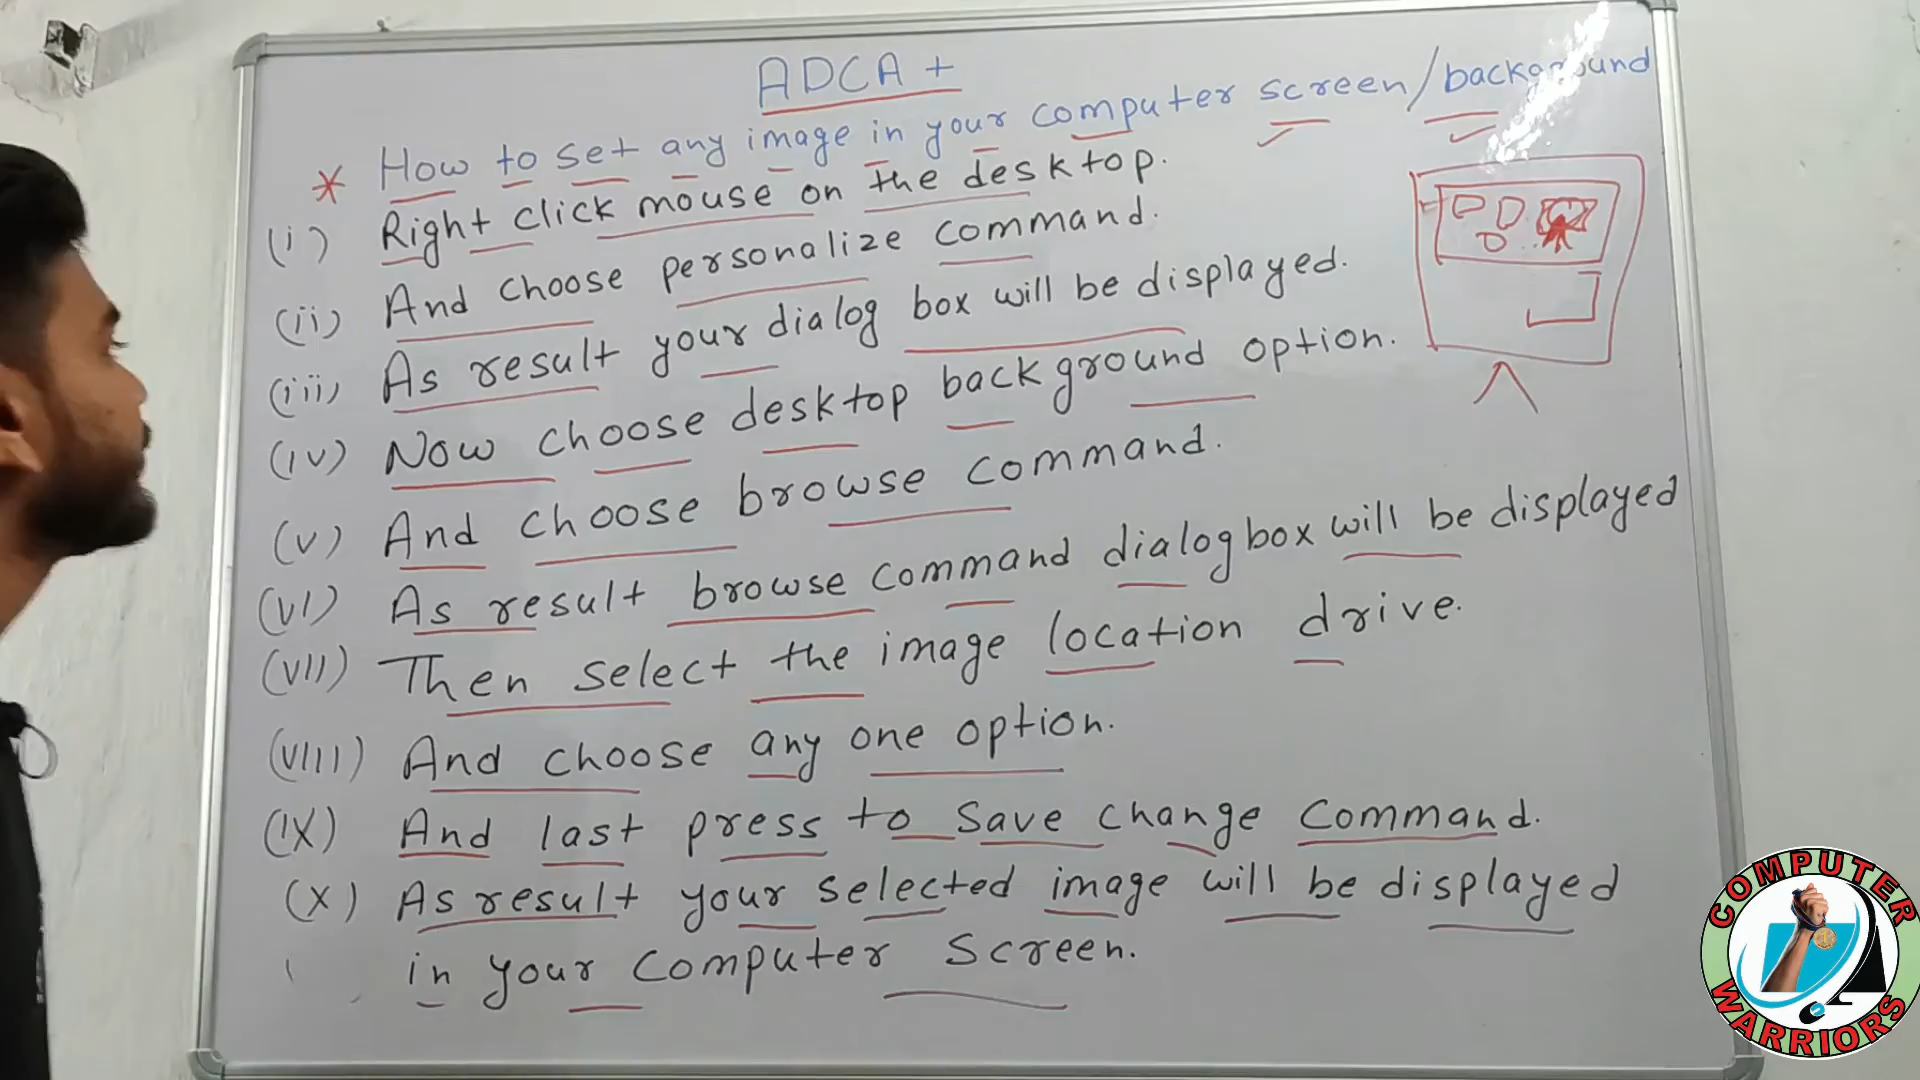 ADCA +
* How to set any image in your computer screen/background
(i) Right click mouse on the desktop.
(ii) And choose personalize command.
(iii) As result your dialog box will be displayed.
(iv) Now choose desktop background option.
(v) And choose browse command.
(VI) As result browse command dialog box will be displayed
(VII) Then select the image location drive.
(VIII) And choose any one option.
(IX) And last press to save change command.
(X) As result your selected image will be displayed
in your computer screen.
COMPUTER
WARRIORS